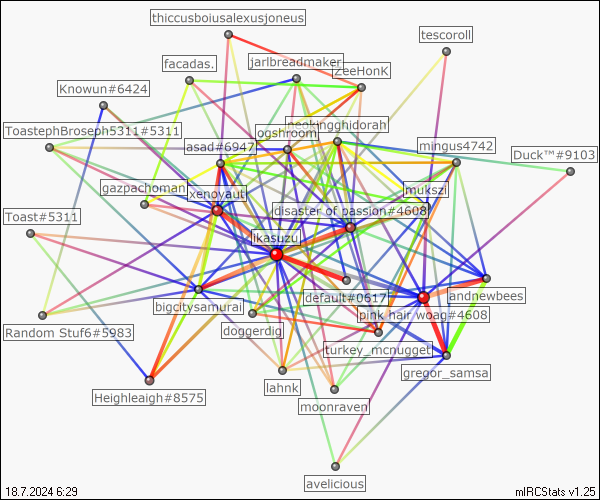 thiccusboiusalexusjoneus
tescoroll
facadas.
jarlbreadmaker
ZeeHonK
Knowun#6424
ToastephBroseph5311#5311
neokingghidorah
ogshroom
asad#6947
mingus4742
Duck™#9103
gazpachoman
xenoyaut
mukszi
disaster of passion#4608
Toast#5311
ikasuzu
default#0617
andnewbees
bigcitysamurai
pink hair woag#4608
Random Stuf6#5983
doggerdig
turkey_mcnugget
gregor_samsa
lahnk
Heighleaigh#8575
moonraven
avelicious
18.7.2024 6:29
mIRCStats v1.25